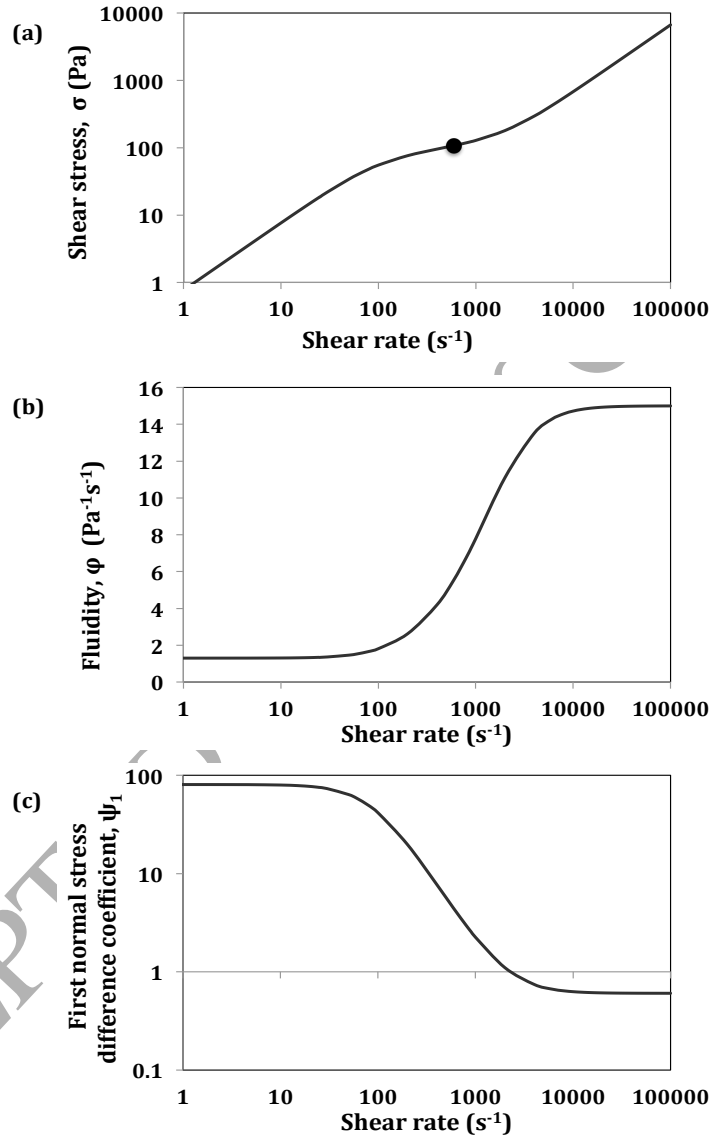 (a)
Shear stress, σ (Pa)
10000
1000
100
10
1
1 10 100 1000 10000 100000
Shear rate (s⁻¹)
(b)
Fluidity, φ (Pa⁻¹s⁻¹)
16
14
12
10
8
6
4
2
0
1 10 100 1000 10000 100000
Shear rate (s⁻¹)
(c)
First normal stress
difference coefficient, ψ₁
100
10
1
0.1
1 10 100 1000 10000 100000
Shear rate (s⁻¹)
PT